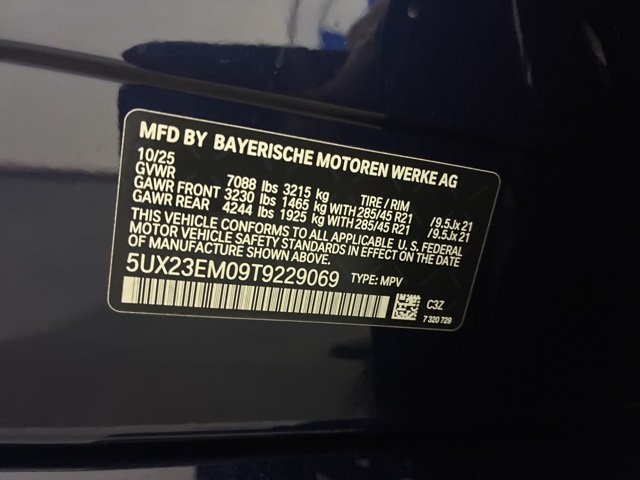 MFD BY BAYERISCHE MOTOREN WERKE AG
10/25
GVWR 7088 lbs 3215 kg TIRE / RIM
GAWR FRONT 3230 lbs 1465 kg WITH 285/45 R21 /9.5Jx21
GAWR REAR 4244 lbs 1925 kg WITH 285/45 R21 /9.5Jx21
THIS VEHICLE CONFORMS TO ALL APPLICABLE U.S. FEDERAL
MOTOR VEHICLE SAFETY STANDARDS IN EFFECT ON THE DATE
OF MANUFACTURE SHOWN ABOVE.
5UX23EM09T9229069 TYPE: MPV
C3Z
7 320 729